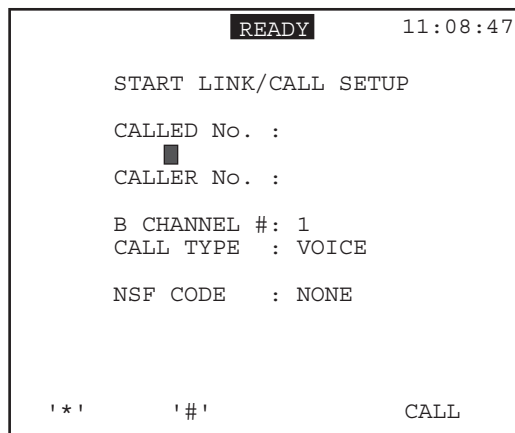 READY 11:08:47
START LINK/CALL SETUP
CALLED No. :
CALLER No. :
B CHANNEL #: 1
CALL TYPE : VOICE
NSF CODE : NONE
'*' '#' CALL